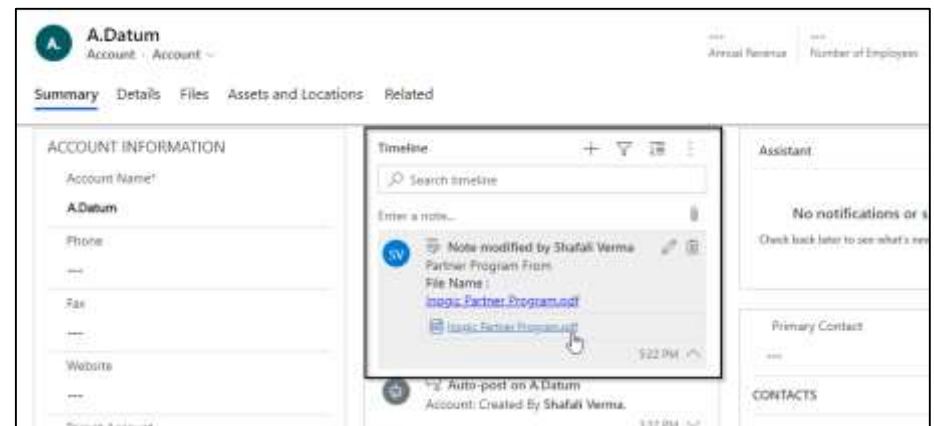 A.
A.Datum
Account · Account
---
Annual Revenue
---
Number of Employees
Summary Details Files Assets and Locations Related
ACCOUNT INFORMATION
Account Name*
A.Datum
Phone
---
Fax
---
Website
---
Parent Account
Timeline
Search timeline
Enter a note...
SV
Note modified by Shafali Verma
Partner Program From
File Name :
Inogic Partner Program.pdf
Inogic Partner Program.pdf
5:22 PM
Auto-post on A.Datum
Account: Created By Shafali Verma.
Assistant
No notifications or s
Check back later to see what's new
Primary Contact
---
CONTACTS